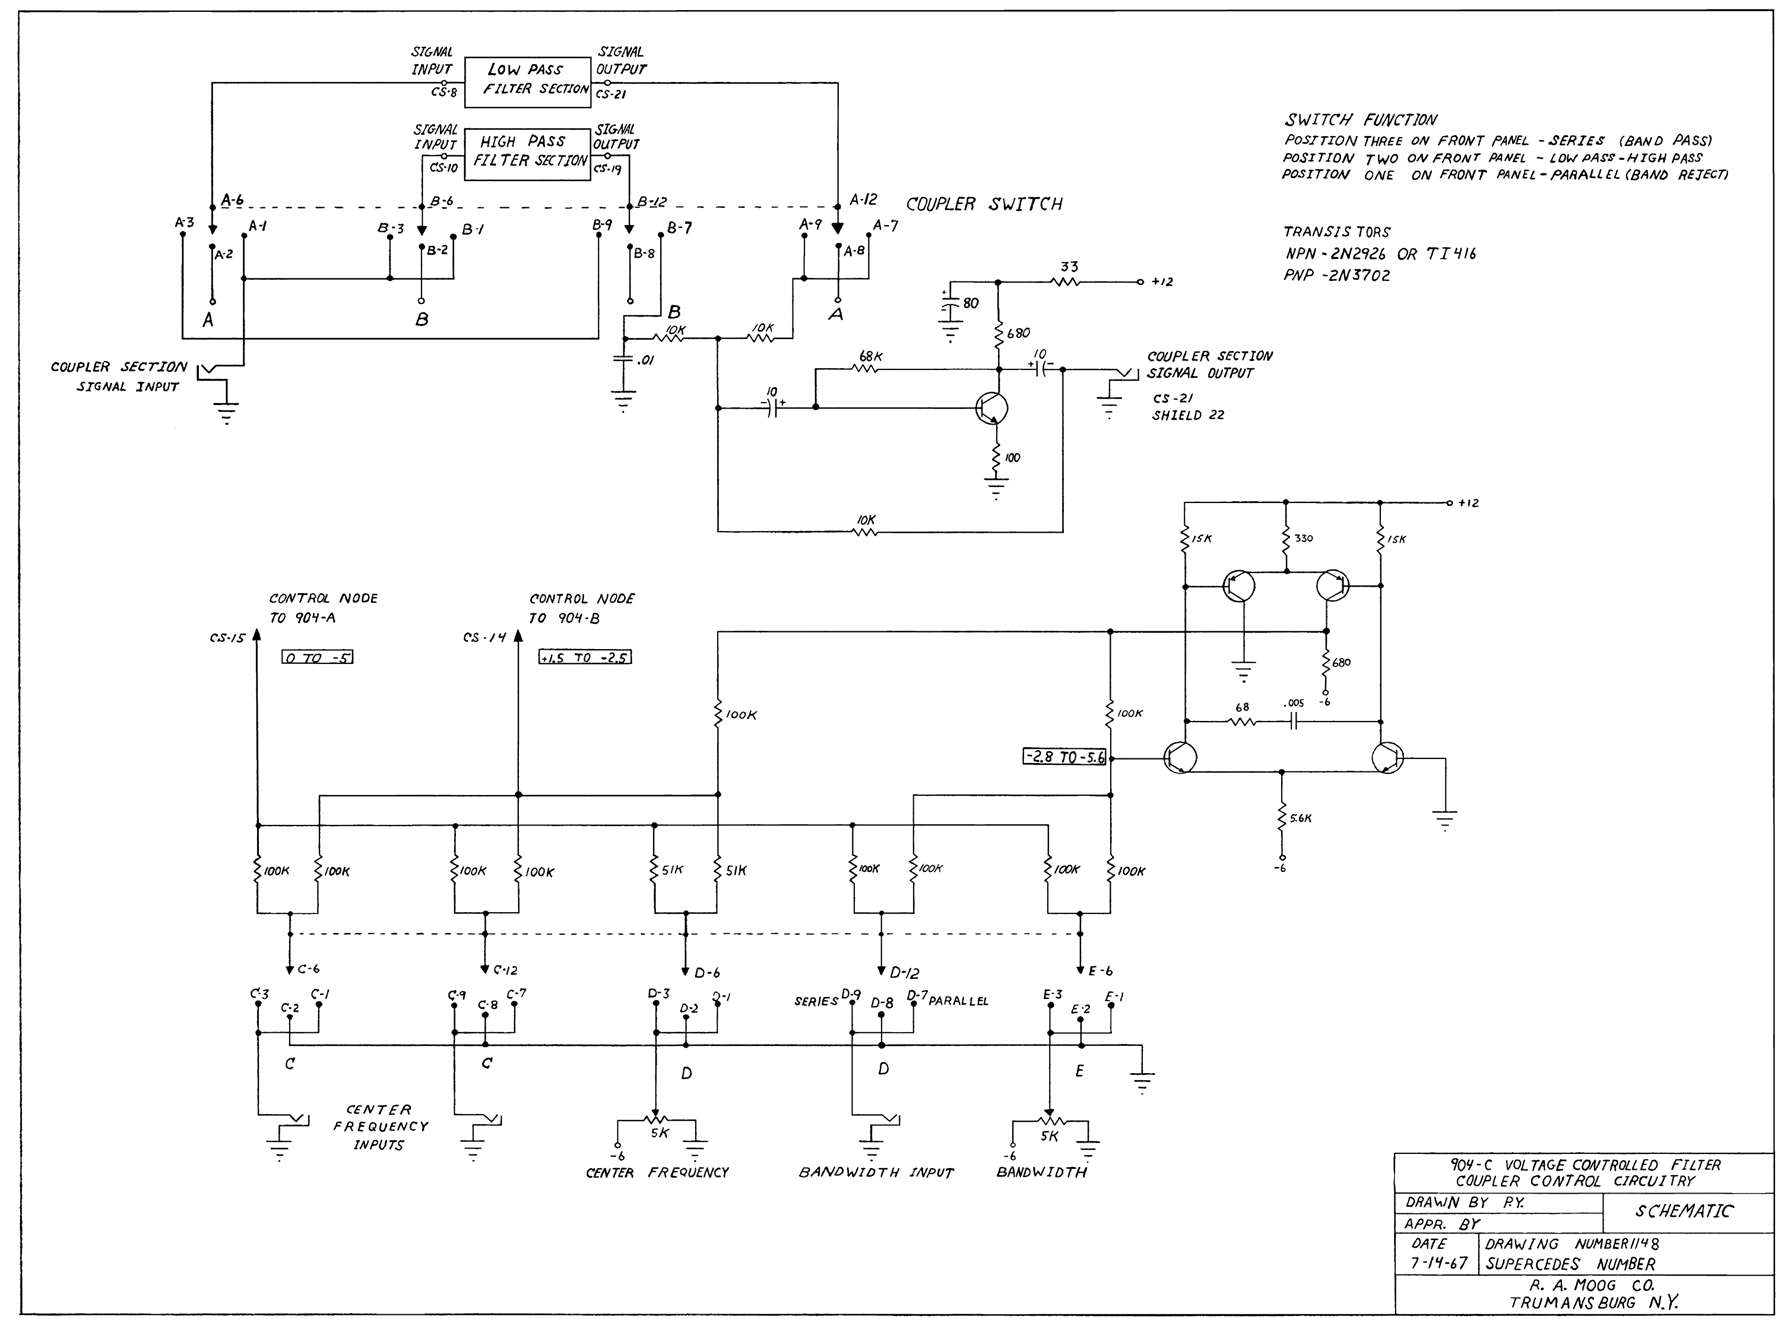 SIGNAL INPUT
LOW PASS FILTER SECTION
SIGNAL OUTPUT
CS-8
CS-21
SIGNAL INPUT
HIGH PASS FILTER SECTION
SIGNAL OUTPUT
CS-10
CS-19
SWITCH FUNCTION
POSITION THREE ON FRONT PANEL - SERIES (BAND PASS)
POSITION TWO ON FRONT PANEL - LOW PASS-HIGH PASS
POSITION ONE ON FRONT PANEL-PARALLEL (BAND REJECT)
A-6
B-6
B-12
A-12
COUPLER SWITCH
A-3
A-1
B-3
B-1
B-9
B-7
A-9
A-7
A-2
B-2
B-8
A-8
TRANSISTORS
NPN - 2N2926 OR TI416
PNP - 2N3702
33
+12
+
-
80
A
B
B
A
10K
10K
680
COUPLER SECTION
SIGNAL INPUT
.01
68K
+
10
-
COUPLER SECTION
SIGNAL OUTPUT
CS-21
SHIELD 22
-
10
+
100
10K
+12
15K
330
15K
CONTROL NODE
TO 904-A
CS-15
0 TO -5
CONTROL NODE
TO 904-B
CS-14
+1.5 TO -2.5
680
-6
68
.005
100K
100K
-2.8 TO -5.6
5.6K
-6
100K
100K
100K
100K
51K
51K
100K
100K
100K
100K
C-6
C-12
D-6
D-12
E-6
C-3
C-2
C-1
C-9
C-8
C-7
D-3
D-2
D-1
SERIES
D-9
D-8
D-7
PARALLEL
E-3
E-2
E-1
C
C
D
D
E
CENTER
FREQUENCY
INPUTS
5K
-6
CENTER FREQUENCY
BANDWIDTH INPUT
5K
-6
BANDWIDTH
904-C VOLTAGE CONTROLLED FILTER
COUPLER CONTROL CIRCUITRY
DRAWN BY P.Y.
APPR. BY
SCHEMATIC
DATE
7-14-67
DRAWING NUMBER 1148
SUPERCEDES NUMBER
R. A. MOOG CO.
TRUMANSBURG N.Y.